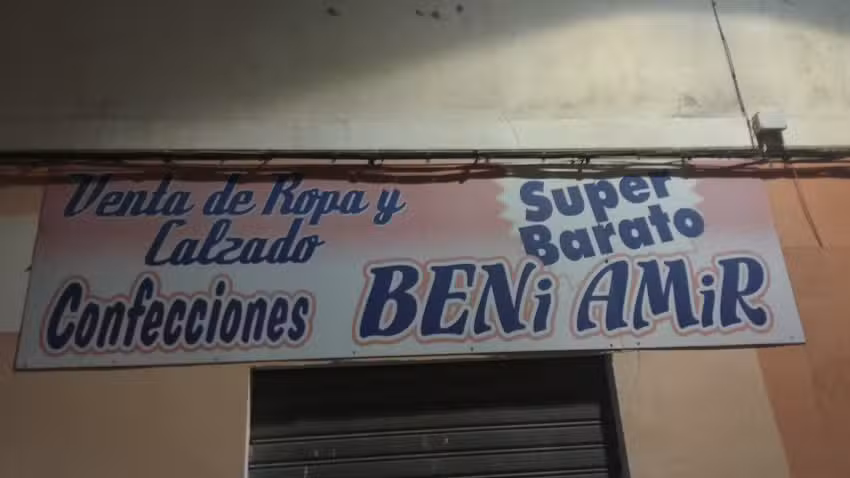 Venta de Ropa y
Calzado
Super
Barato
Confecciones
BENi AMiR